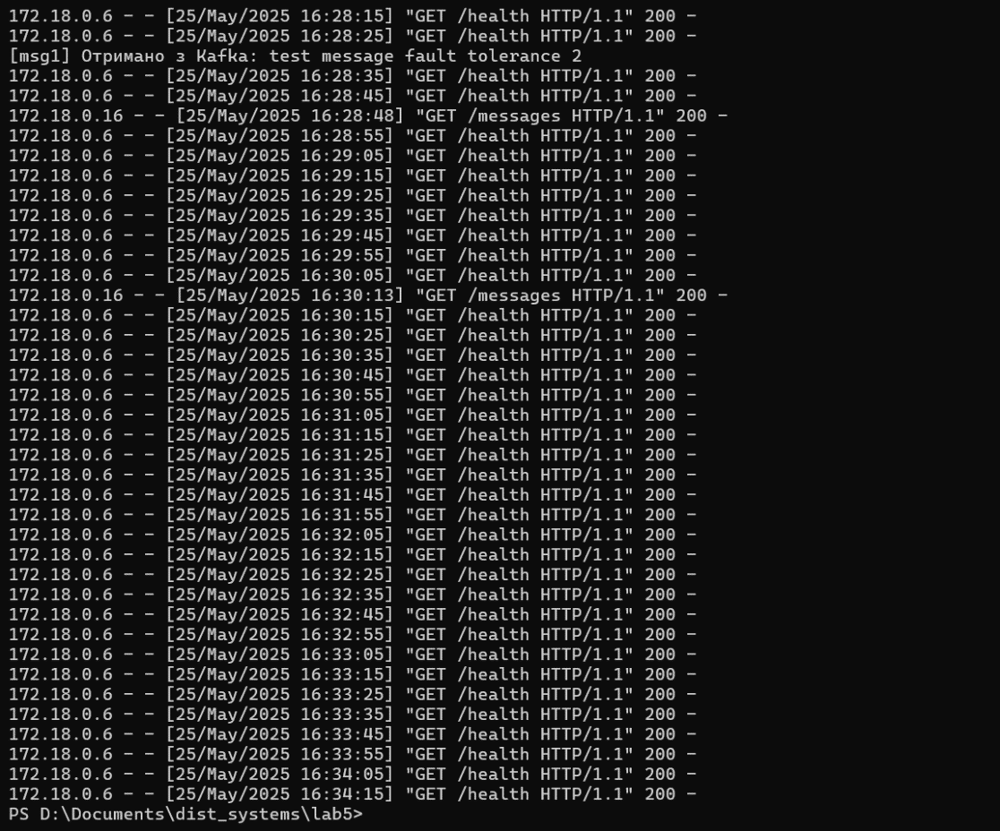 172.18.0.6 - - [25/May/2025 16:28:15] "GET /health HTTP/1.1" 200 -
172.18.0.6 - - [25/May/2025 16:28:25] "GET /health HTTP/1.1" 200 -
[msg1] Отримано з Kafka: test message fault tolerance 2
172.18.0.6 - - [25/May/2025 16:28:35] "GET /health HTTP/1.1" 200 -
172.18.0.6 - - [25/May/2025 16:28:45] "GET /health HTTP/1.1" 200 -
172.18.0.16 - - [25/May/2025 16:28:48] "GET /messages HTTP/1.1" 200 -
172.18.0.6 - - [25/May/2025 16:28:55] "GET /health HTTP/1.1" 200 -
172.18.0.6 - - [25/May/2025 16:29:05] "GET /health HTTP/1.1" 200 -
172.18.0.6 - - [25/May/2025 16:29:15] "GET /health HTTP/1.1" 200 -
172.18.0.6 - - [25/May/2025 16:29:25] "GET /health HTTP/1.1" 200 -
172.18.0.6 - - [25/May/2025 16:29:35] "GET /health HTTP/1.1" 200 -
172.18.0.6 - - [25/May/2025 16:29:45] "GET /health HTTP/1.1" 200 -
172.18.0.6 - - [25/May/2025 16:29:55] "GET /health HTTP/1.1" 200 -
172.18.0.6 - - [25/May/2025 16:30:05] "GET /health HTTP/1.1" 200 -
172.18.0.16 - - [25/May/2025 16:30:13] "GET /messages HTTP/1.1" 200 -
172.18.0.6 - - [25/May/2025 16:30:15] "GET /health HTTP/1.1" 200 -
172.18.0.6 - - [25/May/2025 16:30:25] "GET /health HTTP/1.1" 200 -
172.18.0.6 - - [25/May/2025 16:30:35] "GET /health HTTP/1.1" 200 -
172.18.0.6 - - [25/May/2025 16:30:45] "GET /health HTTP/1.1" 200 -
172.18.0.6 - - [25/May/2025 16:30:55] "GET /health HTTP/1.1" 200 -
172.18.0.6 - - [25/May/2025 16:31:05] "GET /health HTTP/1.1" 200 -
172.18.0.6 - - [25/May/2025 16:31:15] "GET /health HTTP/1.1" 200 -
172.18.0.6 - - [25/May/2025 16:31:25] "GET /health HTTP/1.1" 200 -
172.18.0.6 - - [25/May/2025 16:31:35] "GET /health HTTP/1.1" 200 -
172.18.0.6 - - [25/May/2025 16:31:45] "GET /health HTTP/1.1" 200 -
172.18.0.6 - - [25/May/2025 16:31:55] "GET /health HTTP/1.1" 200 -
172.18.0.6 - - [25/May/2025 16:32:05] "GET /health HTTP/1.1" 200 -
172.18.0.6 - - [25/May/2025 16:32:15] "GET /health HTTP/1.1" 200 -
172.18.0.6 - - [25/May/2025 16:32:25] "GET /health HTTP/1.1" 200 -
172.18.0.6 - - [25/May/2025 16:32:35] "GET /health HTTP/1.1" 200 -
172.18.0.6 - - [25/May/2025 16:32:45] "GET /health HTTP/1.1" 200 -
172.18.0.6 - - [25/May/2025 16:32:55] "GET /health HTTP/1.1" 200 -
172.18.0.6 - - [25/May/2025 16:33:05] "GET /health HTTP/1.1" 200 -
172.18.0.6 - - [25/May/2025 16:33:15] "GET /health HTTP/1.1" 200 -
172.18.0.6 - - [25/May/2025 16:33:25] "GET /health HTTP/1.1" 200 -
172.18.0.6 - - [25/May/2025 16:33:35] "GET /health HTTP/1.1" 200 -
172.18.0.6 - - [25/May/2025 16:33:45] "GET /health HTTP/1.1" 200 -
172.18.0.6 - - [25/May/2025 16:33:55] "GET /health HTTP/1.1" 200 -
172.18.0.6 - - [25/May/2025 16:34:05] "GET /health HTTP/1.1" 200 -
172.18.0.6 - - [25/May/2025 16:34:15] "GET /health HTTP/1.1" 200 -
PS D:\Documents\dist_systems\lab5>